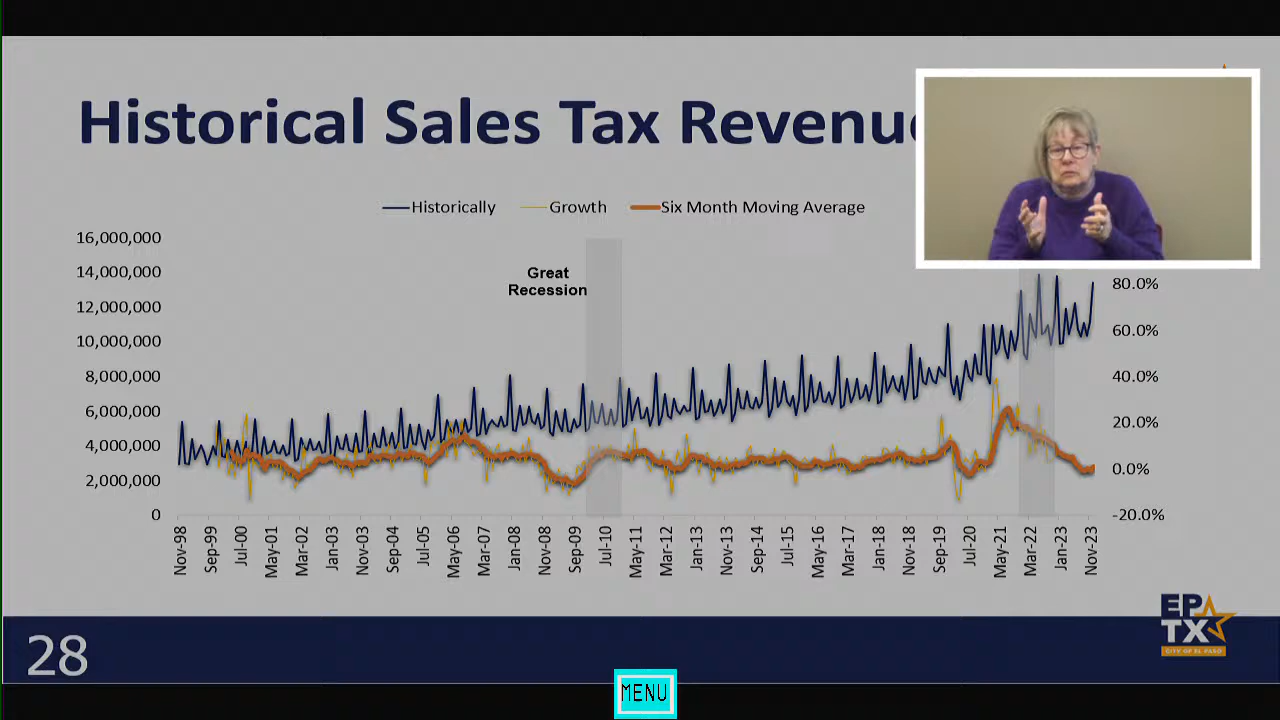 Historical Sales Tax Revenue
Historically Growth Six Month Moving Average
16,000,000
14,000,000
12,000,000
10,000,000
8,000,000
6,000,000
4,000,000
2,000,000
0
Great
Recession
80.0%
60.0%
40.0%
20.0%
0.0%
-20.0%
Nov-98 Sep-99 Jul-00 May-01 Mar-02 Jan-03 Nov-03 Sep-04 Jul-05 May-06 Mar-07 Jan-08 Nov-08 Sep-09 Jul-10 May-11 Mar-12 Jan-13 Nov-13 Sep-14 Jul-15 May-16 Mar-17 Jan-18 Nov-18 Sep-19 Jul-20 May-21 Mar-22 Jan-23 Nov-23
EP
TX
CITY OF EL PASO
28
MENU